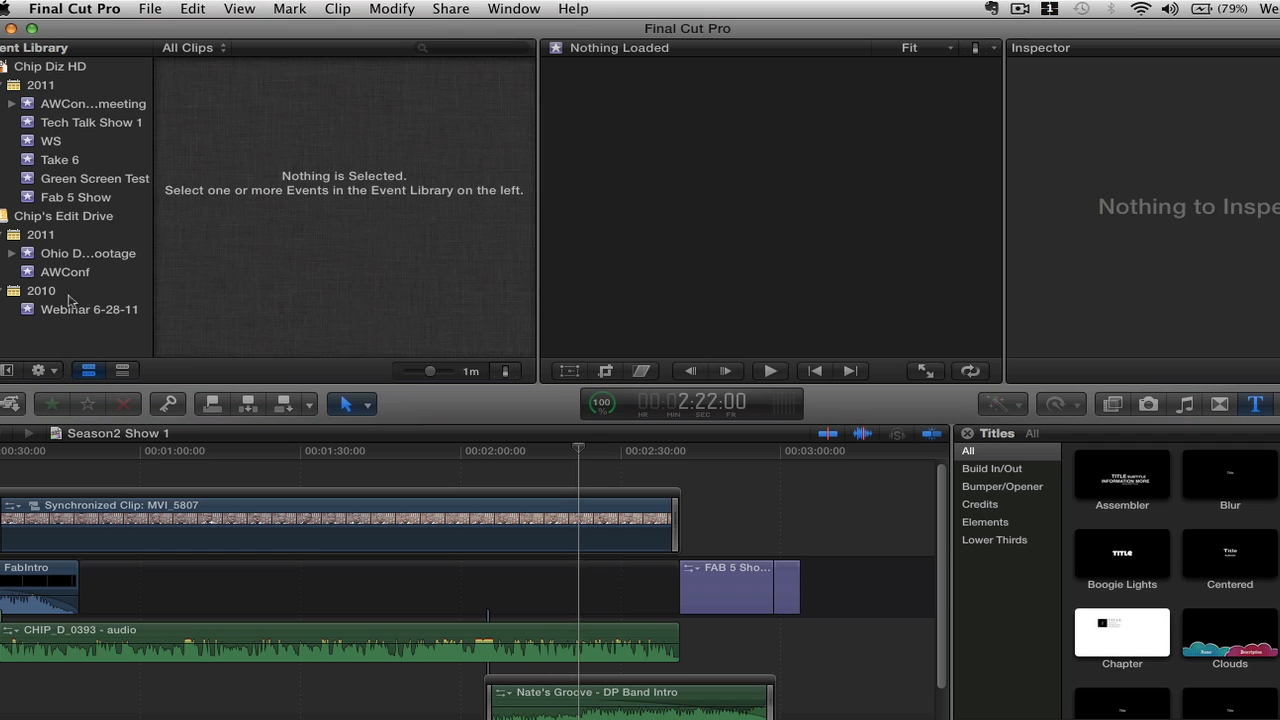 Final Cut Pro File Edit View Mark Clip Modify Share Window Help 1 (79%) We
Final Cut Pro
ent Library All Clips Nothing Loaded Fit Inspector
Chip Diz HD
2011
AWCon...meeting
Tech Talk Show 1
WS
Take 6
Green Screen Test
Fab 5 Show
Chip's Edit Drive
2011
Ohio D...ootage
AWConf
2010
Webinar 6-28-11
Nothing is Selected.
Select one or more Events in the Event Library on the left.
Nothing to Inspe
1m
100 % 00:02:22:00
HR MIN SEC FR
Season2 Show 1
00:30:00 00:01:00:00 00:01:30:00 00:02:00:00 00:02:30:00 00:03:00:00
Synchronized Clip: MVI_5807
FabIntro
FAB 5 Sho...
CHIP_D_0393 - audio
Nate's Groove - DP Band Intro
Titles All
All
Build In/Out
Bumper/Opener
Credits
Elements
Lower Thirds
TITLE SUBTITLE
INFORMATION MORE
Title
Assembler Blur
TITLE
Title
Boogie Lights Centered
Chapter Clouds
Title
Title